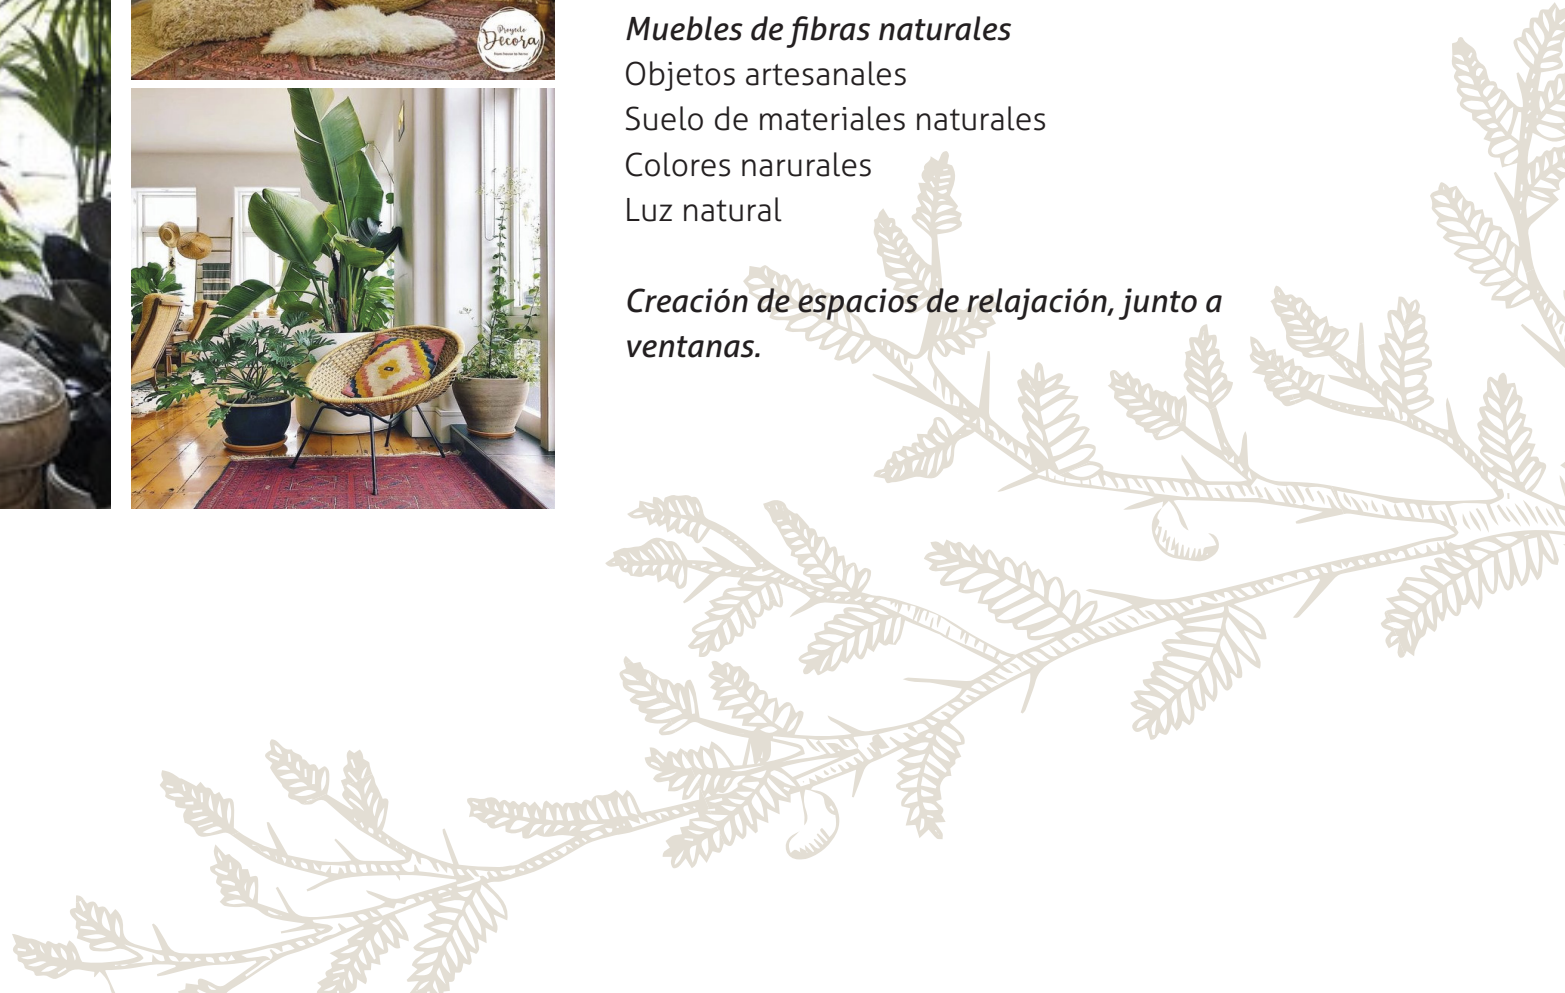 Proyecto
Decora
Muebles de fibras naturales
Objetos artesanales
Suelo de materiales naturales
Colores narurales
Luz natural
Creación de espacios de relajación, junto a
ventanas.